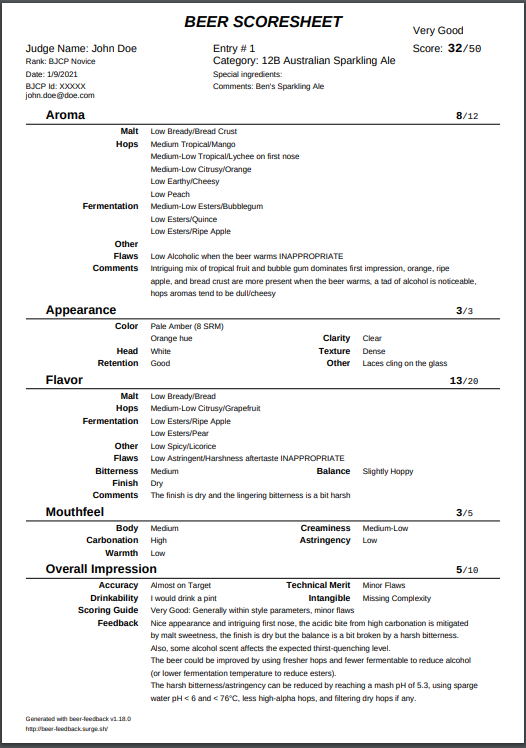 BEER SCORESHEET
Very Good
Judge Name: John Doe Entry # 1 Score: 32/50
Rank: BJCP Novice Category: 12B Australian Sparkling Ale
Date: 1/9/2021 Special ingredients:
BJCP Id: XXXXX Comments: Ben's Sparkling Ale
john.doe@doe.com
Aroma 8/12
Malt Low Bready/Bread Crust
Hops Medium Tropical/Mango
Medium-Low Tropical/Lychee on first nose
Medium-Low Citrusy/Orange
Low Earthy/Cheesy
Low Peach
Fermentation Medium-Low Esters/Bubblegum
Low Esters/Quince
Low Esters/Ripe Apple
Other
Flaws Low Alcoholic when the beer warms INAPPROPRIATE
Comments Intriguing mix of tropical fruit and bubble gum dominates first impression, orange, ripe
apple, and bread crust are more present when the beer warms, a tad of alcohol is noticeable,
hops aromas tend to be dull/cheesy
Appearance 3/3
Color Pale Amber (8 SRM)
Orange hue Clarity Clear
Head White Texture Dense
Retention Good Other Laces cling on the glass
Flavor 13/20
Malt Low Bready/Bread
Hops Medium-Low Citrusy/Grapefruit
Fermentation Low Esters/Ripe Apple
Low Esters/Pear
Other Low Spicy/Licorice
Flaws Low Astringent/Harshness aftertaste INAPPROPRIATE
Bitterness Medium Balance Slightly Hoppy
Finish Dry
Comments The finish is dry and the lingering bitterness is a bit harsh
Mouthfeel 3/5
Body Medium Creaminess Medium-Low
Carbonation High Astringency Low
Warmth Low
Overall Impression 5/10
Accuracy Almost on Target Technical Merit Minor Flaws
Drinkability I would drink a pint Intangible Missing Complexity
Scoring Guide Very Good: Generally within style parameters, minor flaws
Feedback Nice appearance and intriguing first nose, the acidic bite from high carbonation is mitigated
by malt sweetness, the finish is dry but the balance is a bit broken by a harsh bitterness.
Also, some alcohol scent affects the expected thirst-quenching level.
The beer could be improved by using fresher hops and fewer fermentable to reduce alcohol
(or lower fermentation temperature to reduce esters).
The harsh bitterness/astringency can be reduced by reaching a mash pH of 5.3, using sparge
water pH < 6 and < 76°C, less high-alpha hops, and filtering dry hops if any.
Generated with beer-feedback v1.18.0
http://beer-feedback.surge.sh/